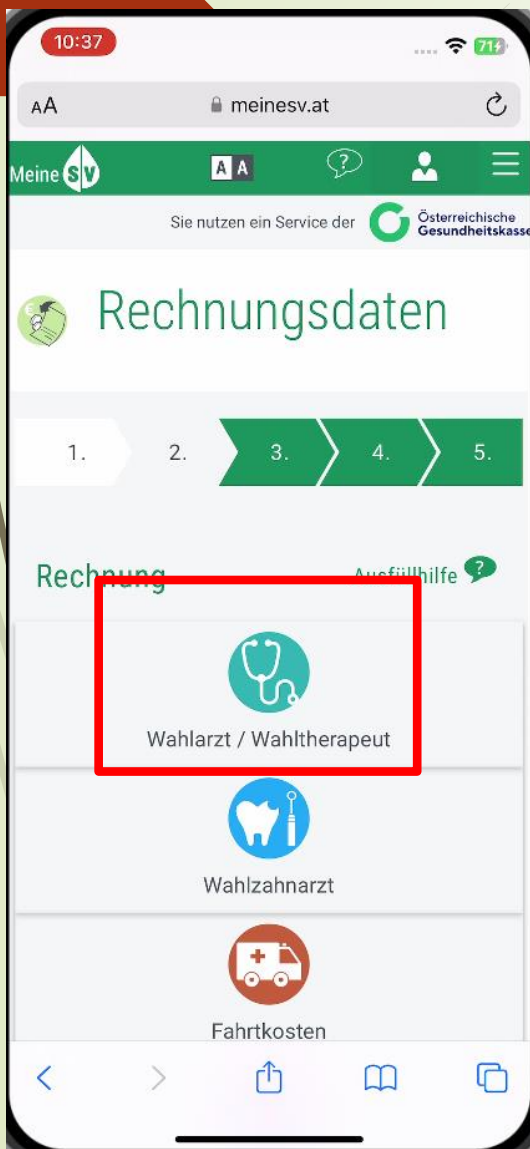 10:37
71
AA meinesv.at
Meine SV A A ?
Sie nutzen ein Service der Österreichische
Gesundheitskasse
€
Rechnungsdaten
1. 2. 3. 4. 5.
Rechnung Ausfüllhilfe ?
Wahlarzt / Wahltherapeut
Wahlzahnarzt
Fahrtkosten